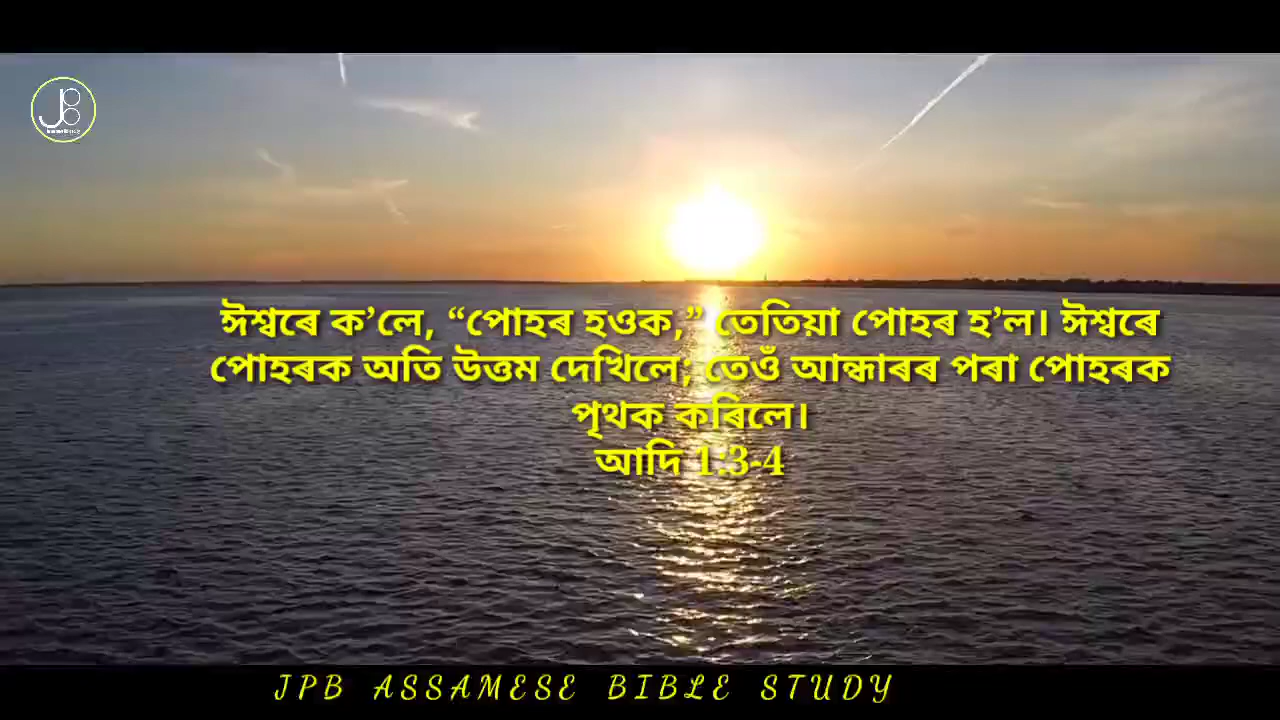 ঈশ্বৰে ক’লে, “পোহৰ হওক,” তেতিয়া পোহৰ হ’ল। ঈশ্বৰে
পোহৰক অতি উত্তম দেখিলে; তেওঁ আন্ধাৰৰ পৰা পোহৰক
পৃথক কৰিলে।
আদি 1:3-4
JPB ASSAMESE BIBLE STUDY